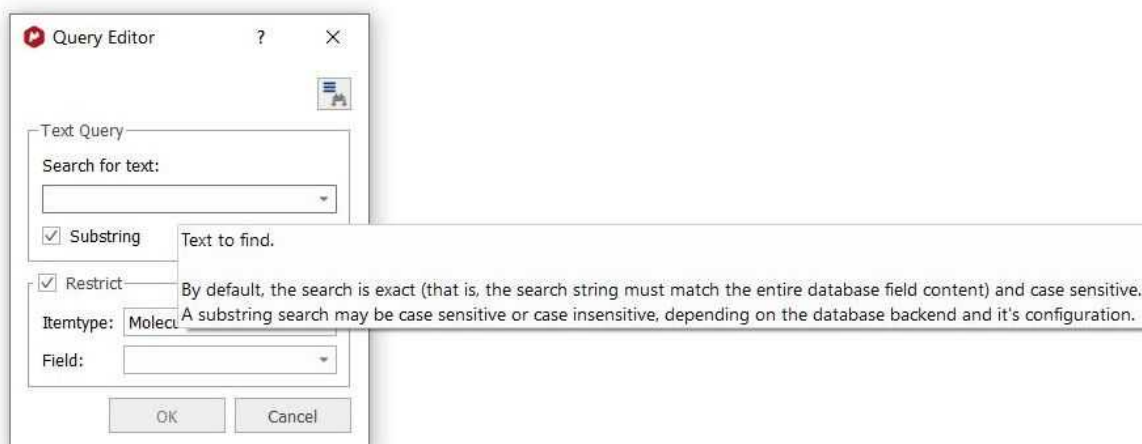 Query Editor ?
Text Query
Search for text:
Substring
Text to find.
Restrict
By default, the search is exact (that is, the search string must match the entire database field content) and case sensitive.
A substring search may be case sensitive or case insensitive, depending on the database backend and it's configuration.
Itemtype:
Field:
OK Cancel